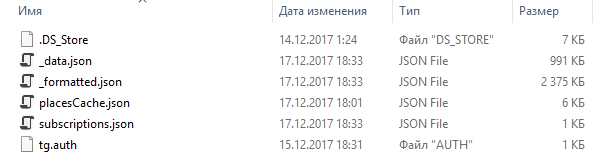 Имя Дата изменения Тип Размер
.DS_Store 14.12.2017 1:24 Файл "DS_STORE" 7 КБ
_data.json 17.12.2017 18:33 JSON File 991 КБ
_formatted.json 17.12.2017 18:33 JSON File 2 375 КБ
placesCache.json 17.12.2017 18:01 JSON File 6 КБ
subscriptions.json 17.12.2017 18:33 JSON File 1 КБ
tg.auth 15.12.2017 18:31 Файл "AUTH" 1 КБ